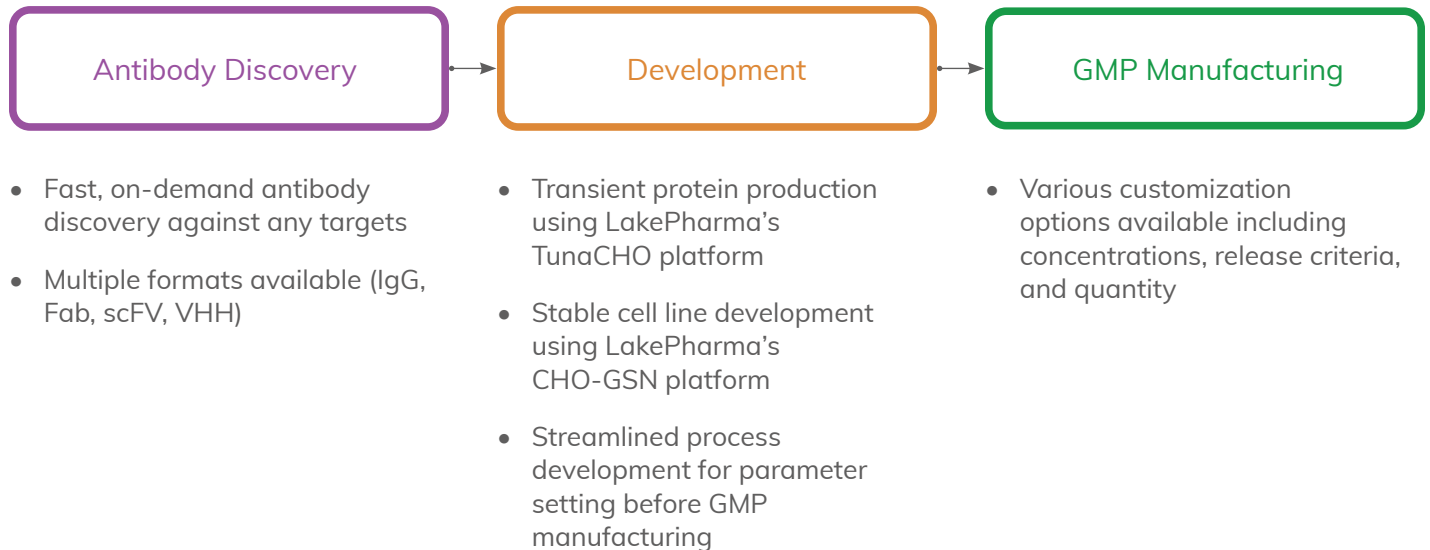 Antibody Discovery
Development
GMP Manufacturing
• Fast, on-demand antibody
discovery against any targets
• Multiple formats available (IgG,
Fab, scFV, VHH)
• Transient protein production
using LakePharma’s
TunaCHO platform
• Stable cell line development
using LakePharma’s
CHO-GSN platform
• Streamlined process
development for parameter
setting before GMP
manufacturing
• Various customization
options available including
concentrations, release criteria,
and quantity